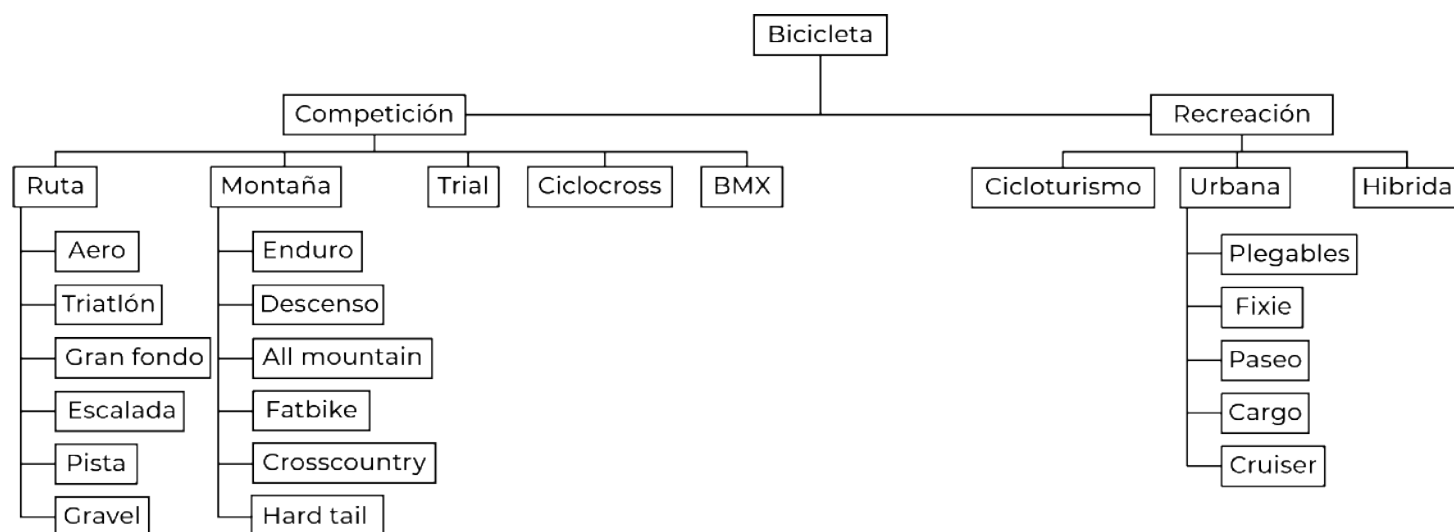 Bicicleta
Competición
Recreación
Ruta
Montaña
Trial
Ciclocross
BMX
Cicloturismo
Urbana
Hibrida
Aero
Triatlón
Gran fondo
Escalada
Pista
Gravel
Enduro
Descenso
All mountain
Fatbike
Crosscountry
Hard tail
Plegables
Fixie
Paseo
Cargo
Cruiser